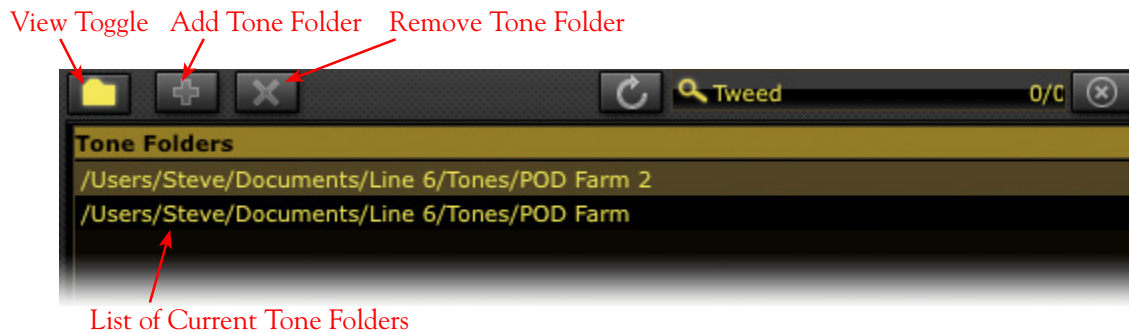 View Toggle Add Tone Folder Remove Tone Folder
Tweed 0/0
Tone Folders
/Users/Steve/Documents/Line 6/Tones/POD Farm 2
/Users/Steve/Documents/Line 6/Tones/POD Farm
List of Current Tone Folders